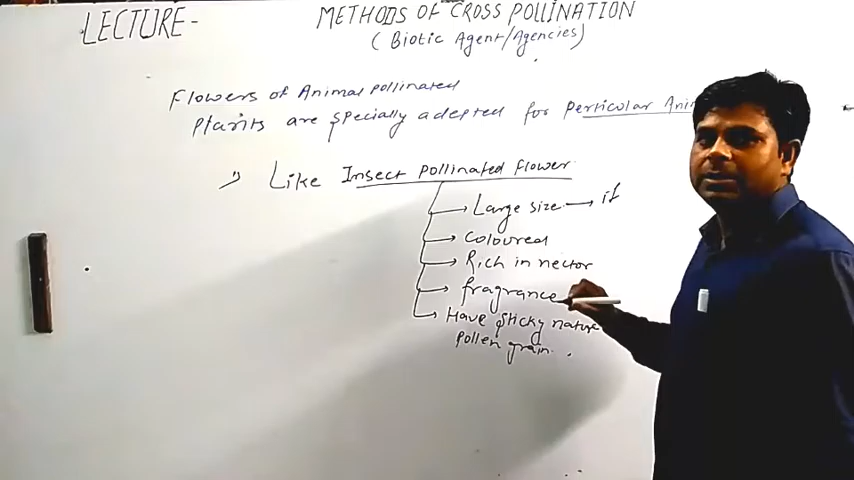 LECTURE-
METHODS OF CROSS POLLINATION
(Biotic Agent/Agencies)
Flowers of Animal pollinated
Plants are specially adepted for Perticular Ani
Like Insect pollinated flower
Large size → if
Coloured
Rich in nector
fragrance
Have sticky nature
Pollen grain.